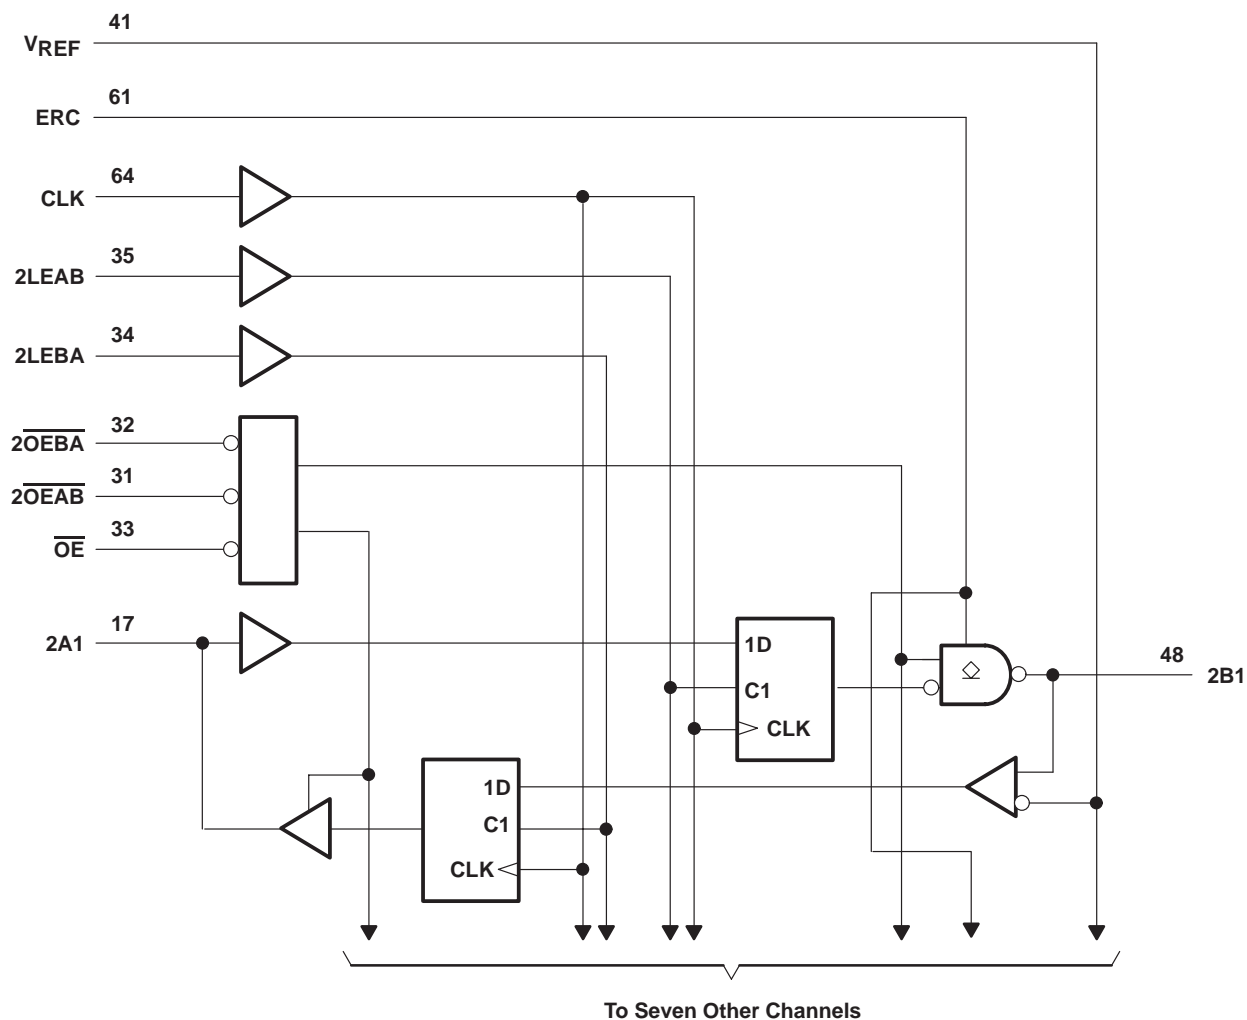 41
VREF
61
ERC
64
CLK
35
2LEAB
34
2LEBA
32
2OEBA
31
2OEAB
33
OE
17
2A1
1D
C1
CLK
48
2B1
1D
C1
CLK
To Seven Other Channels